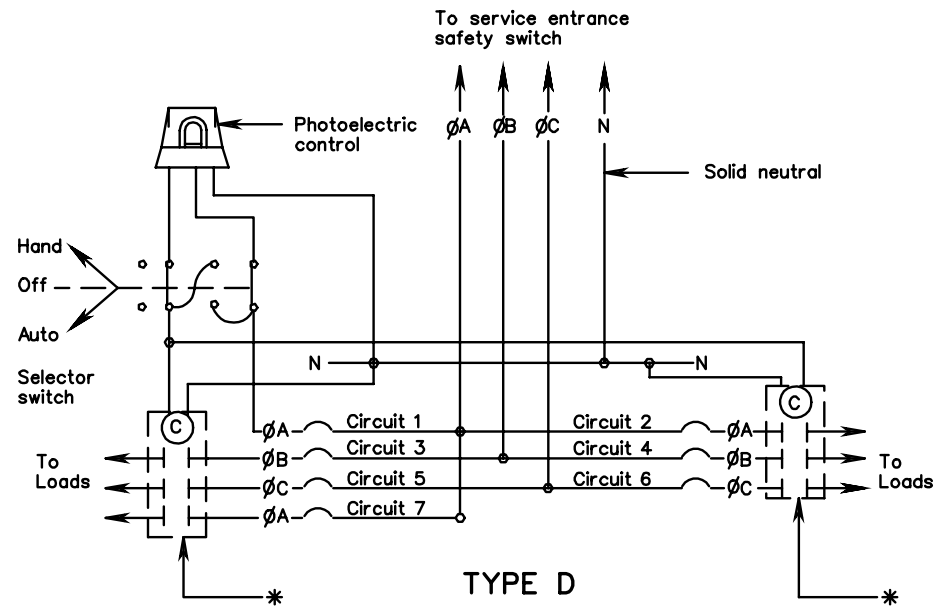 To service entrance
safety switch
Photoelectric
control
ØA ØB ØC N
Solid neutral
Hand
Off
Auto
Selector
switch
N
N
C
C
ØA Circuit 1 Circuit 2 ØA
ØB Circuit 3 Circuit 4 ØB
ØC Circuit 5 Circuit 6 ØC
ØA Circuit 7
To
Loads
To
Loads
TYPE D
*
*